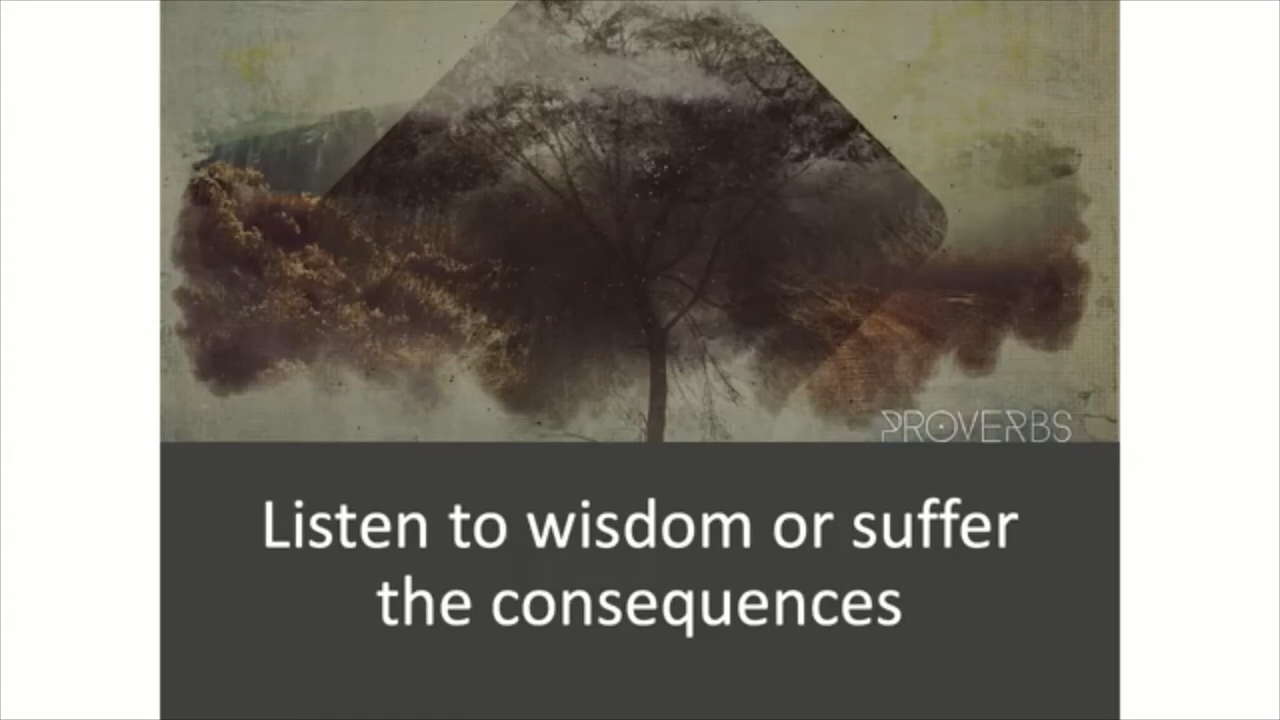 PROVERBS
Listen to wisdom or suffer
the consequences